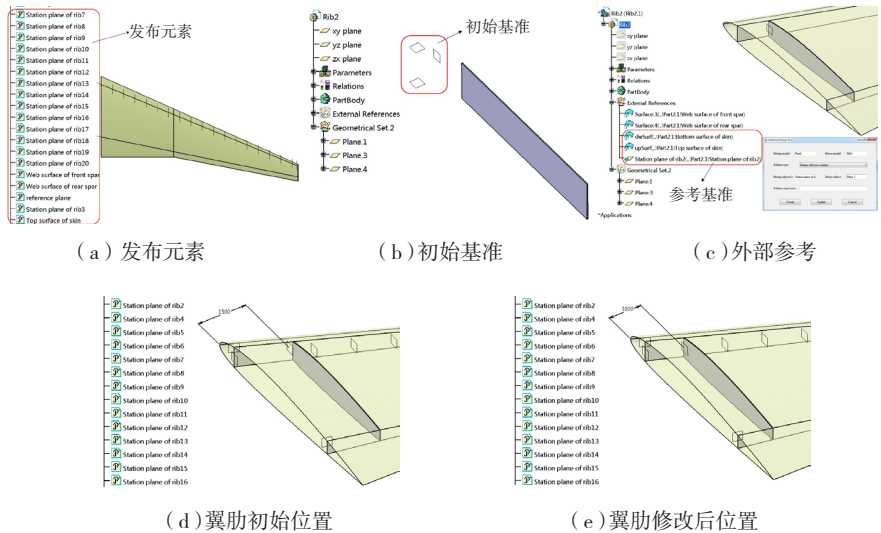 Station plane of rib7
Station plane of rib8
Station plane of rib9
Station plane of rib10
Station plane of rib11
Station plane of rib12
Station plane of rib13
Station plane of rib14
Station plane of rib15
Station plane of rib16
Station plane of rib17
Station plane of rib18
Station plane of rib19
Station plane of rib20
Web surface of front spar
Web surface of rear spar
reference plane
Station plane of rib3
Top surface of skin
发布元素
(a)发布元素
Rib2
xy plane
yz plane
zx plane
Parameters
Relations
PartBody
External References
Geometrical Set.2
Plane.1
Plane.3
Plane.4
初始基准
(b)初始基准
Rib2 (Rib2.1)
Rib2
xy plane
yz plane
zx plane
Parameters
Relations
PartBody
External References
Surface.3(..!Part2.1!Web surface of front spar)
Surface.4(..!Part2.1!Web surface of rear spar)
dwSurf(..!Part2.1!Bottom surface of skin)
upSurf(..!Part2.1!Top surface of skin)
Station plane of rib2(..!Part2.1!Station plane of rib2)
Geometrical Set.2
Plane.1
Plane.3
Plane.4
Applications
参考基准
(c)外部参考
Station plane of rib2
Station plane of rib4
Station plane of rib5
Station plane of rib6
Station plane of rib7
Station plane of rib8
Station plane of rib9
Station plane of rib10
Station plane of rib11
Station plane of rib12
Station plane of rib13
Station plane of rib14
Station plane of rib15
Station plane of rib16
1500
(d)翼肋初始位置
Station plane of rib2
Station plane of rib4
Station plane of rib5
Station plane of rib6
Station plane of rib7
Station plane of rib8
Station plane of rib9
Station plane of rib10
Station plane of rib11
Station plane of rib12
Station plane of rib13
Station plane of rib14
Station plane of rib15
Station plane of rib16
(e)翼肋修改后位置